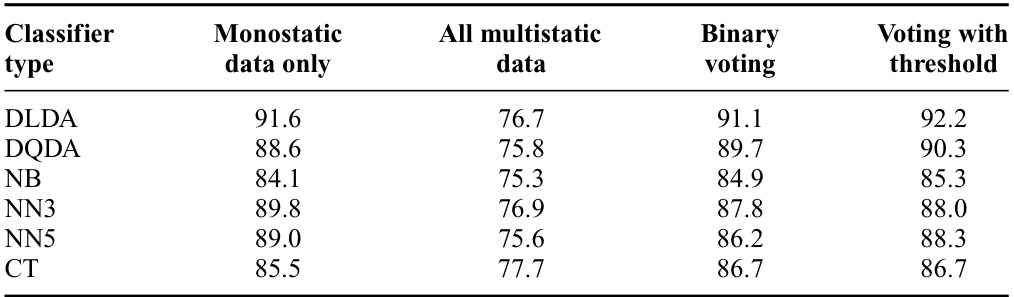 Classifier type Monostatic data only All multistatic data Binary voting Voting with threshold
DLDA 91.6 76.7 91.1 92.2
DQDA 88.6 75.8 89.7 90.3
NB 84.1 75.3 84.9 85.3
NN3 89.8 76.9 87.8 88.0
NN5 89.0 75.6 86.2 88.3
CT 85.5 77.7 86.7 86.7